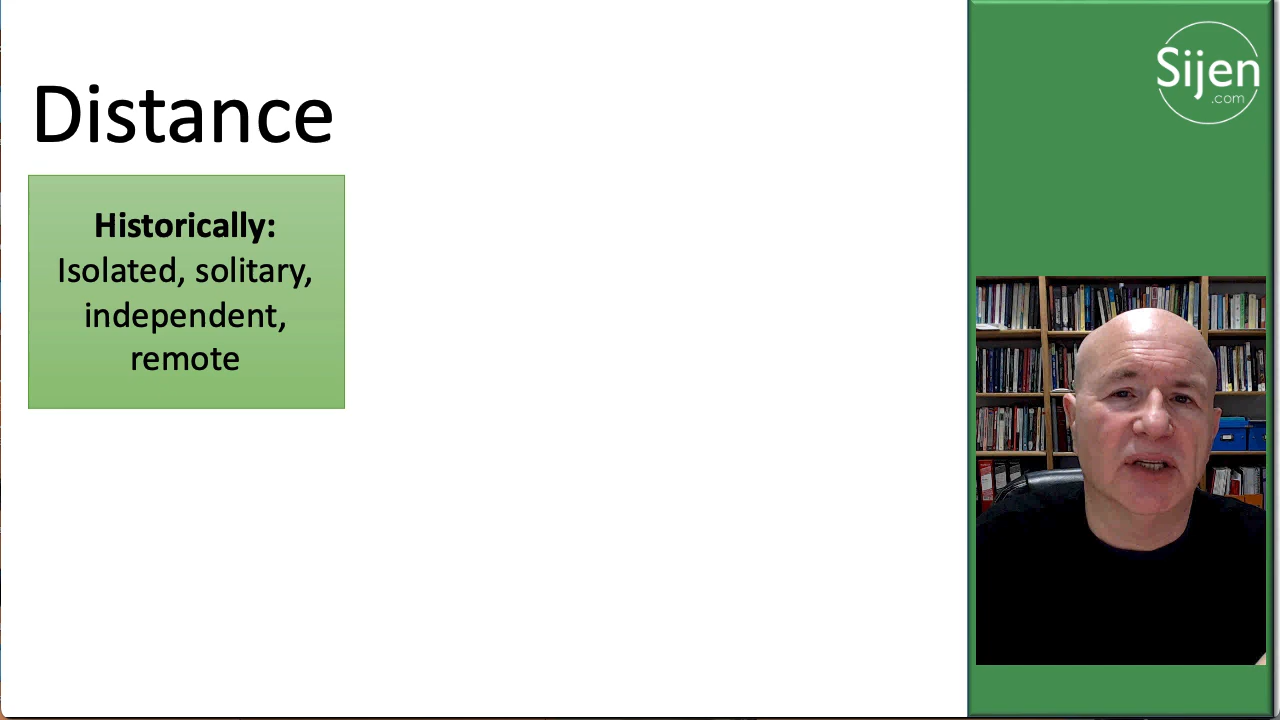 Distance
Historically:
Isolated, solitary,
independent,
remote
Sijen
.com